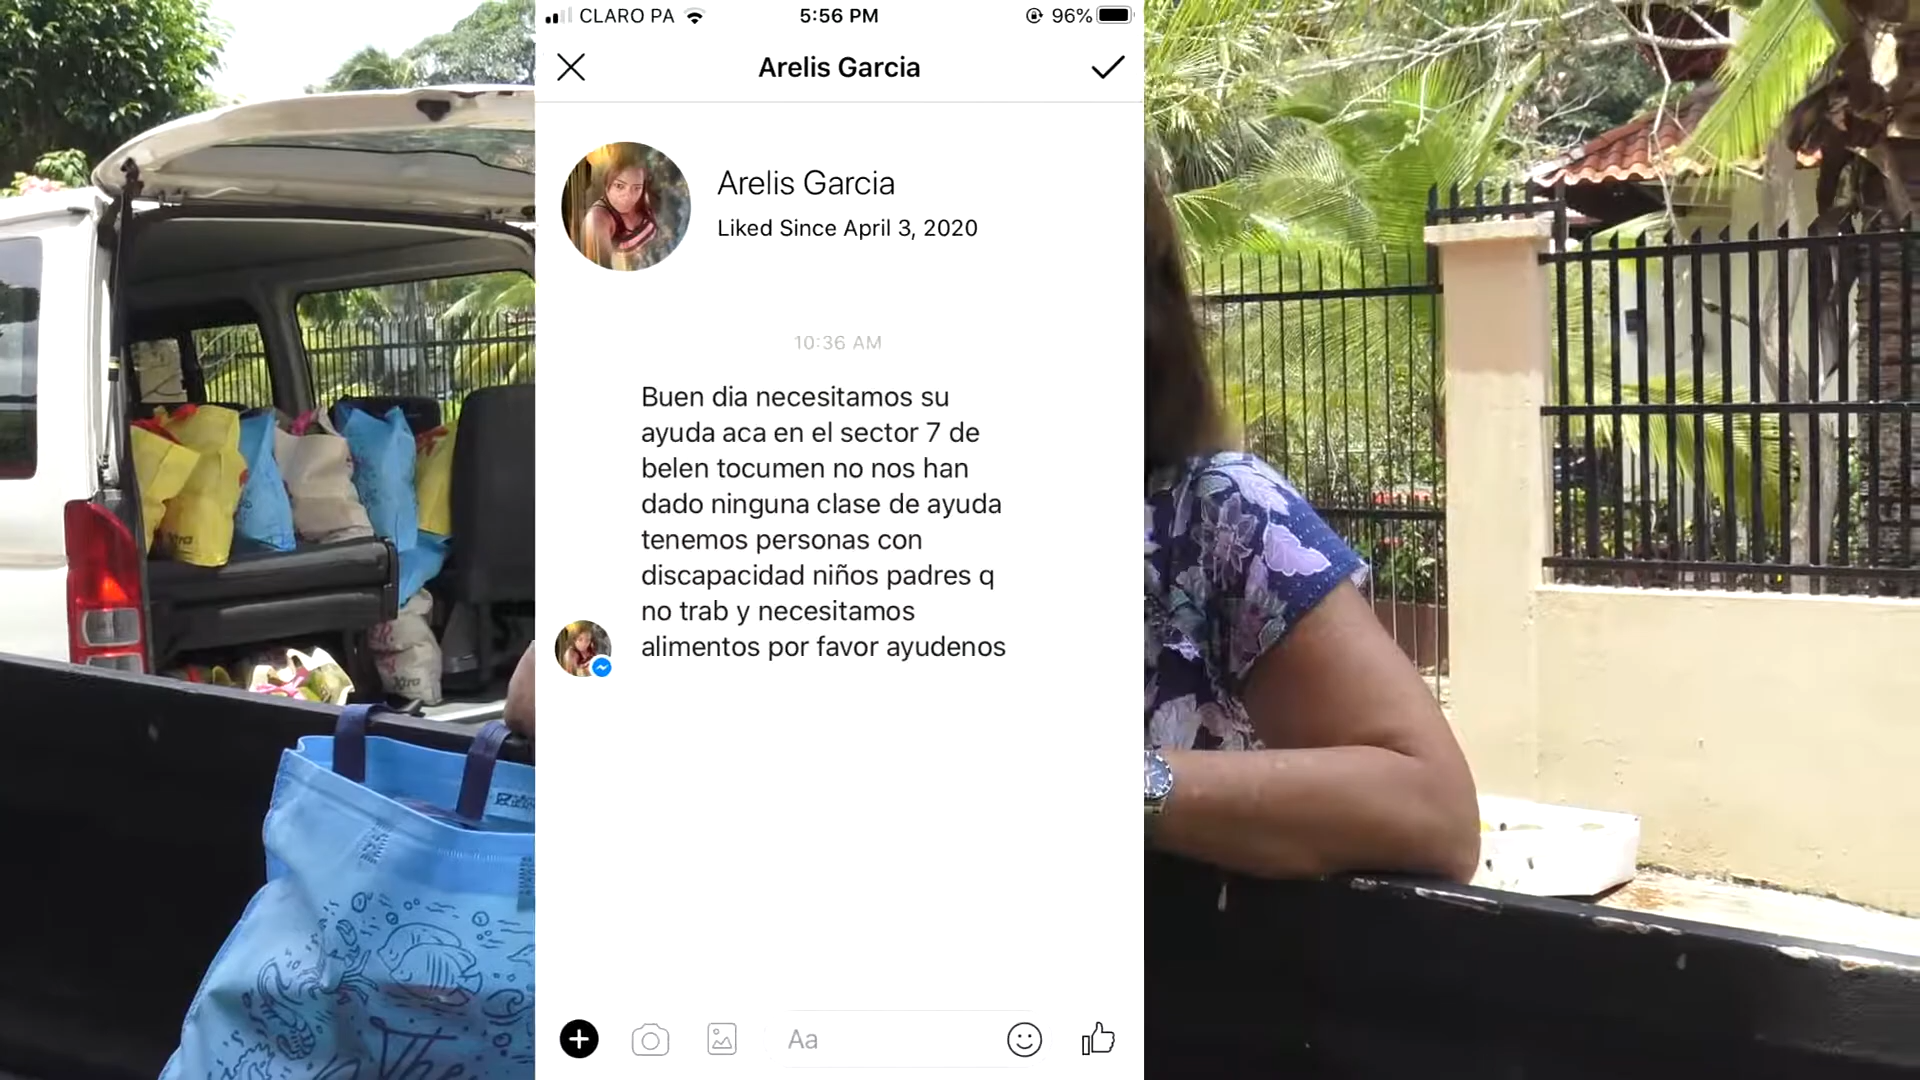 CLARO PA
5:56 PM
96%
Arelis Garcia
Arelis Garcia
Liked Since April 3, 2020
10:36 AM
Buen dia necesitamos su
ayuda aca en el sector 7 de
belen tocumen no nos han
dado ninguna clase de ayuda
tenemos personas con
discapacidad niños padres q
no trab y necesitamos
alimentos por favor ayudenos
Aa
The